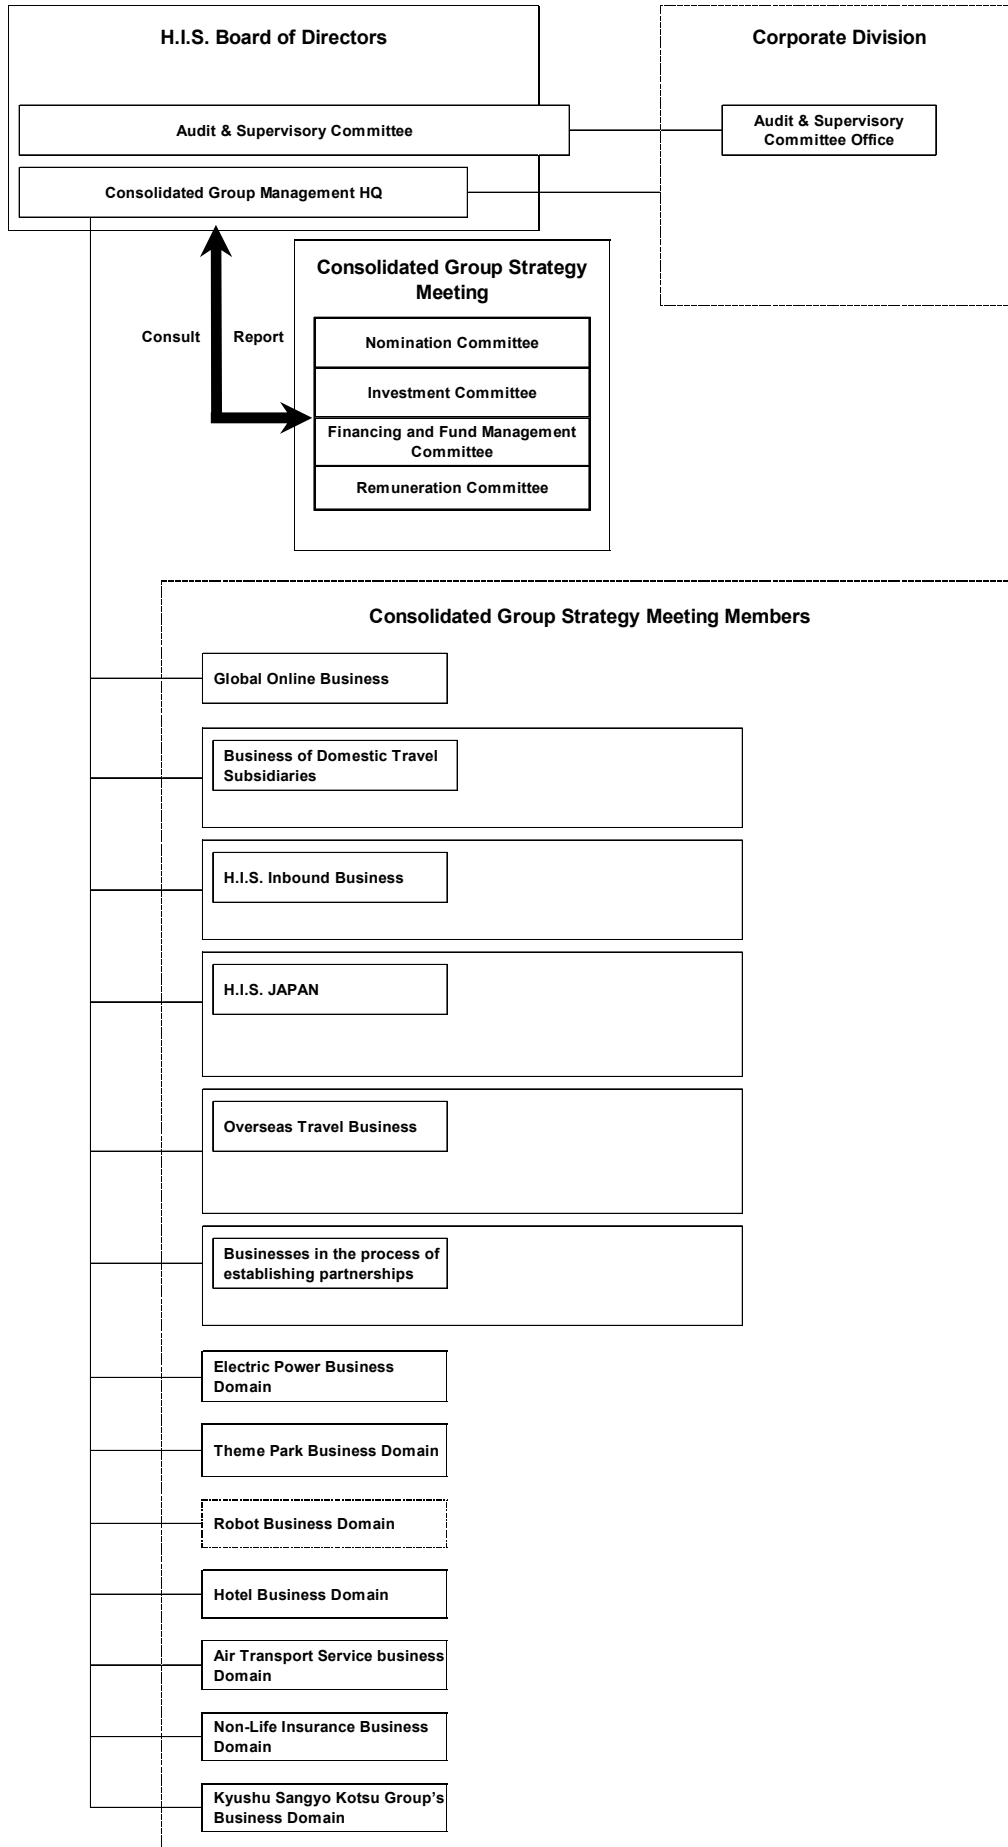 H.I.S. Board of Directors
Corporate Division
Audit & Supervisory Committee
Audit & Supervisory
Committee Office
Consolidated Group Management HQ
Consolidated Group Strategy
Meeting
Consult
Report
Nomination Committee
Investment Committee
Financing and Fund Management
Committee
Remuneration Committee
Consolidated Group Strategy Meeting Members
Global Online Business
Business of Domestic Travel
Subsidiaries
H.I.S. Inbound Business
H.I.S. JAPAN
Overseas Travel Business
Businesses in the process of
establishing partnerships
Electric Power Business
Domain
Theme Park Business Domain
Robot Business Domain
Hotel Business Domain
Air Transport Service business
Domain
Non-Life Insurance Business
Domain
Kyushu Sangyo Kotsu Group's
Business Domain